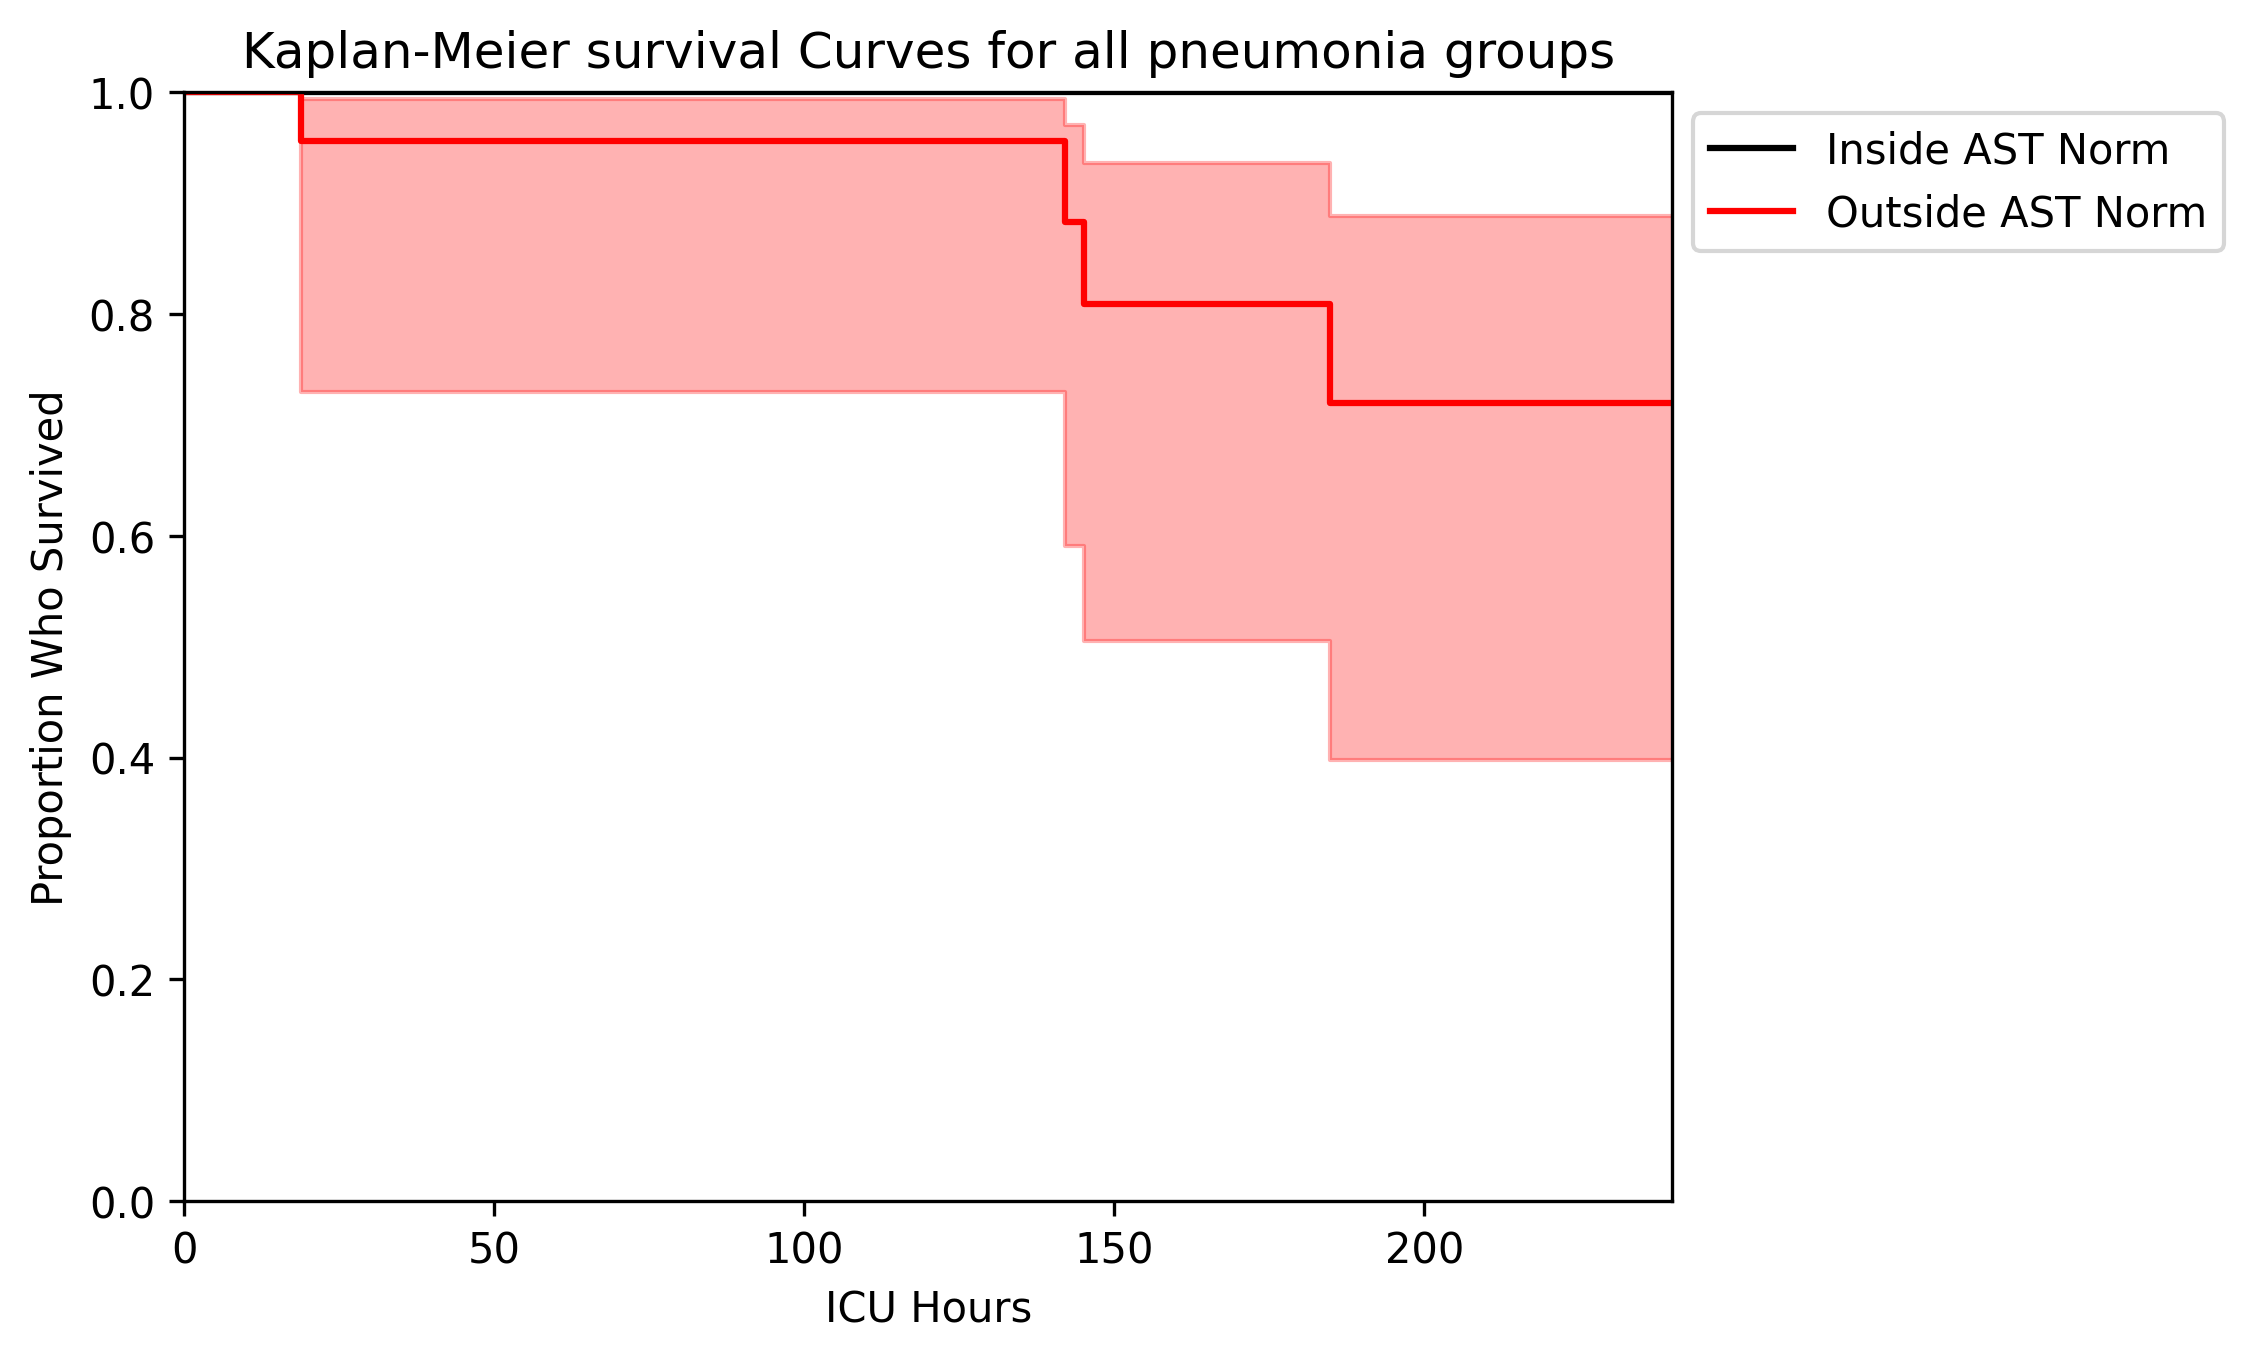 Kaplan-Meier survival Curves for all pneumonia groups
1.0
0.8
0.6
0.4
0.2
0.0
Proportion Who Survived
0 50 100 150 200
ICU Hours
Inside AST Norm
Outside AST Norm